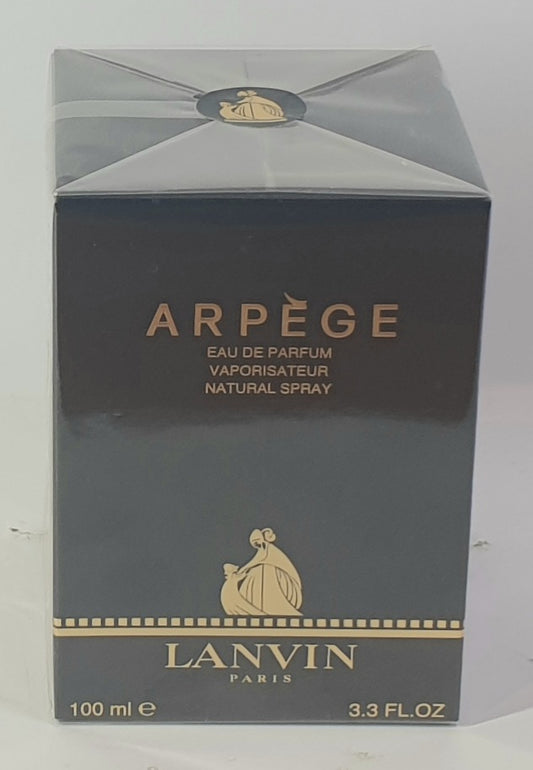 ARPÈGE
EAU DE PARFUM
VAPORISATEUR
NATURAL SPRAY
LANVIN
PARIS
100 ml ℮ 3.3 FL.OZ